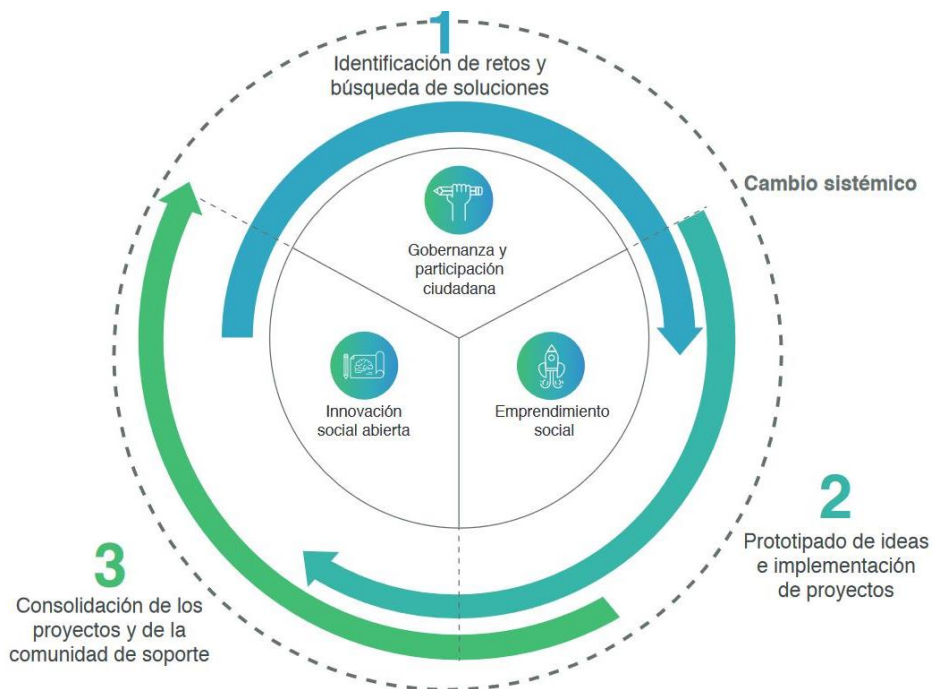 1
Identificación de retos y
búsqueda de soluciones
Cambio sistémico
Gobernanza y
participación
ciudadana
Innovación
social abierta
Emprendimiento
social
2
Prototipado de ideas
e implementación
de proyectos
3
Consolidación de los
proyectos y de la
comunidad de soporte